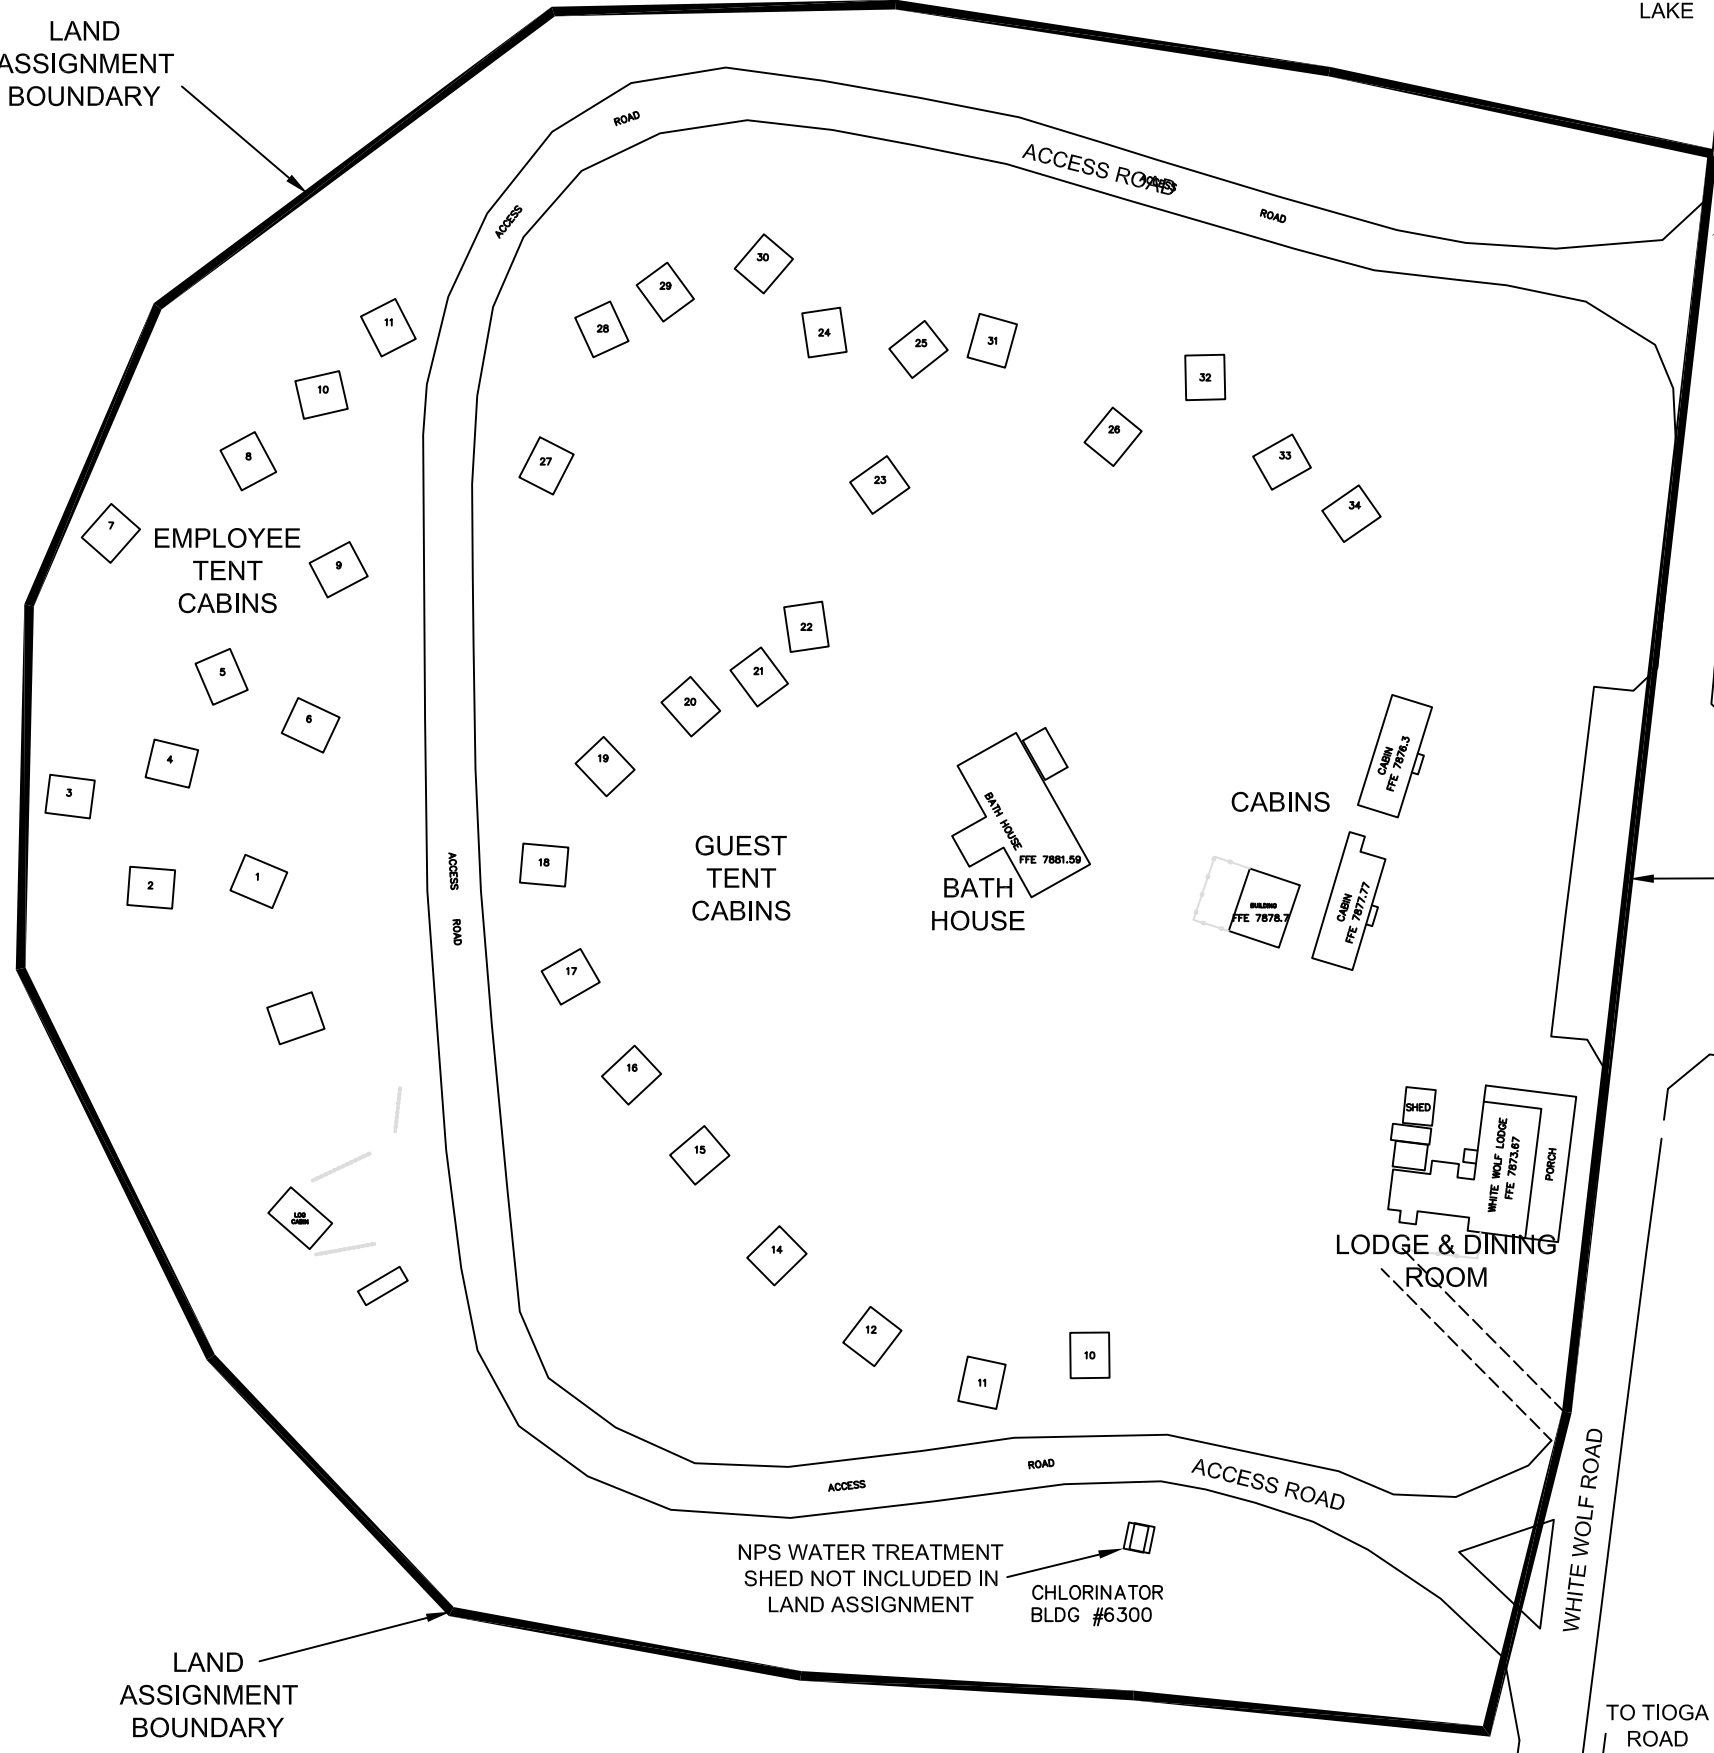 LAKE
LAND
ASSIGNMENT
BOUNDARY
ROAD
ACCESS ROAD
ACCESS
ROAD
ACCESS
30
29
28
11
24
25
31
32
10
26
27
8
33
23
34
7
EMPLOYEE
TENT
CABINS
9
22
5
21
20
6
19
4
3
CABIN
FFE 7876.3
CABINS
BATH HOUSE
FFE 7881.59
GUEST
TENT
CABINS
18
1
2
ACCESS
ROAD
BATH
HOUSE
BUILDING
FFE 7878.7
CABIN
FFE 7877.77
17
16
15
SHED
WHITE WOLF LODGE
FFE 7873.67
PORCH
LOG
CABIN
LODGE & DINING
ROOM
14
12
11
10
ACCESS
ROAD
ACCESS ROAD
WHITE WOLF ROAD
NPS WATER TREATMENT
SHED NOT INCLUDED IN
LAND ASSIGNMENT
CHLORINATOR
BLDG #6300
LAND
ASSIGNMENT
BOUNDARY
TO TIOGA
ROAD